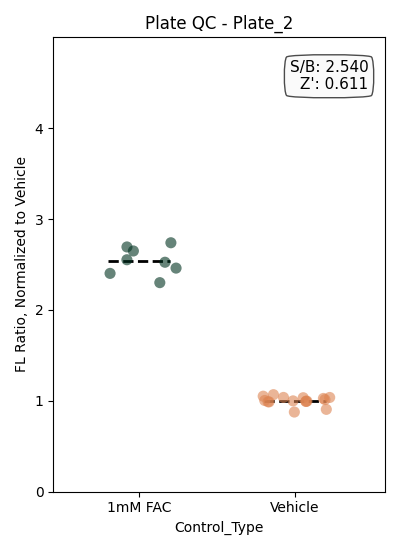 Plate QC - Plate_2
S/B: 2.540
Z': 0.611
FL Ratio, Normalized to Vehicle
4
3
2
1
0
1mM FAC
Vehicle
Control_Type